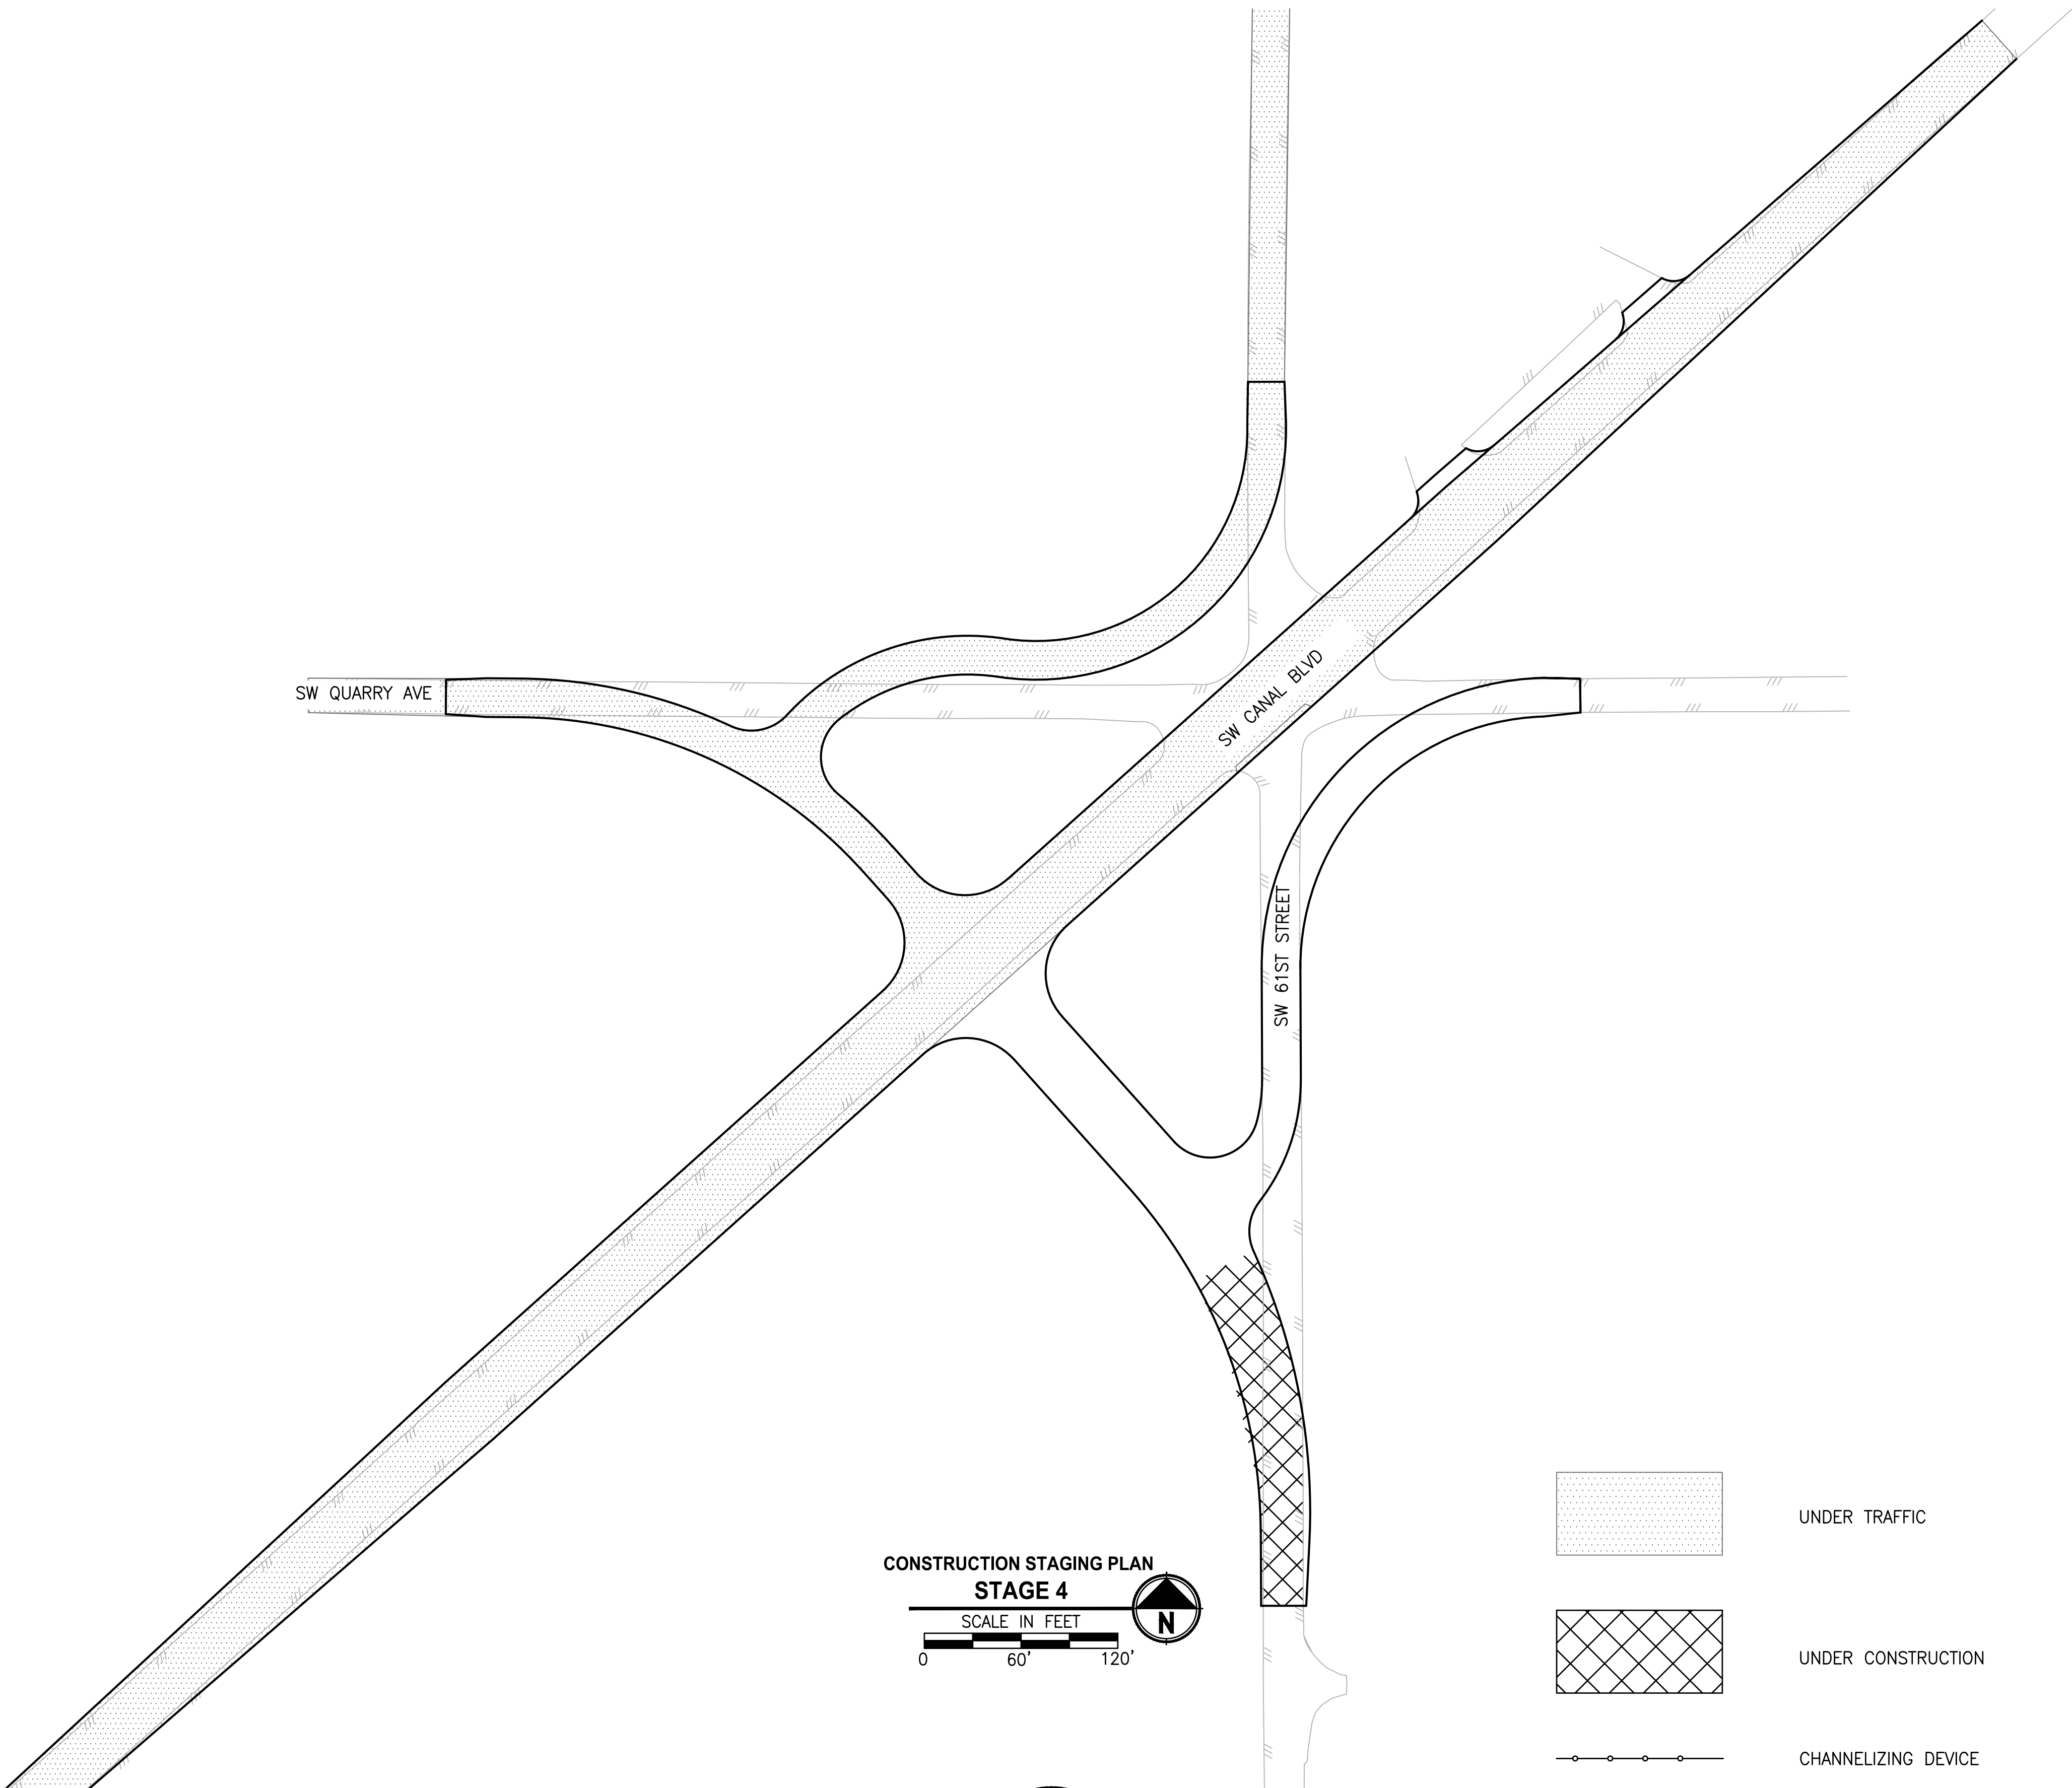 SW QUARRY AVE
SW CANAL BLVD
SW 61ST STREET
CONSTRUCTION STAGING PLAN
STAGE 4
SCALE IN FEET
0 60' 120'
N
UNDER TRAFFIC
UNDER CONSTRUCTION
CHANNELIZING DEVICE